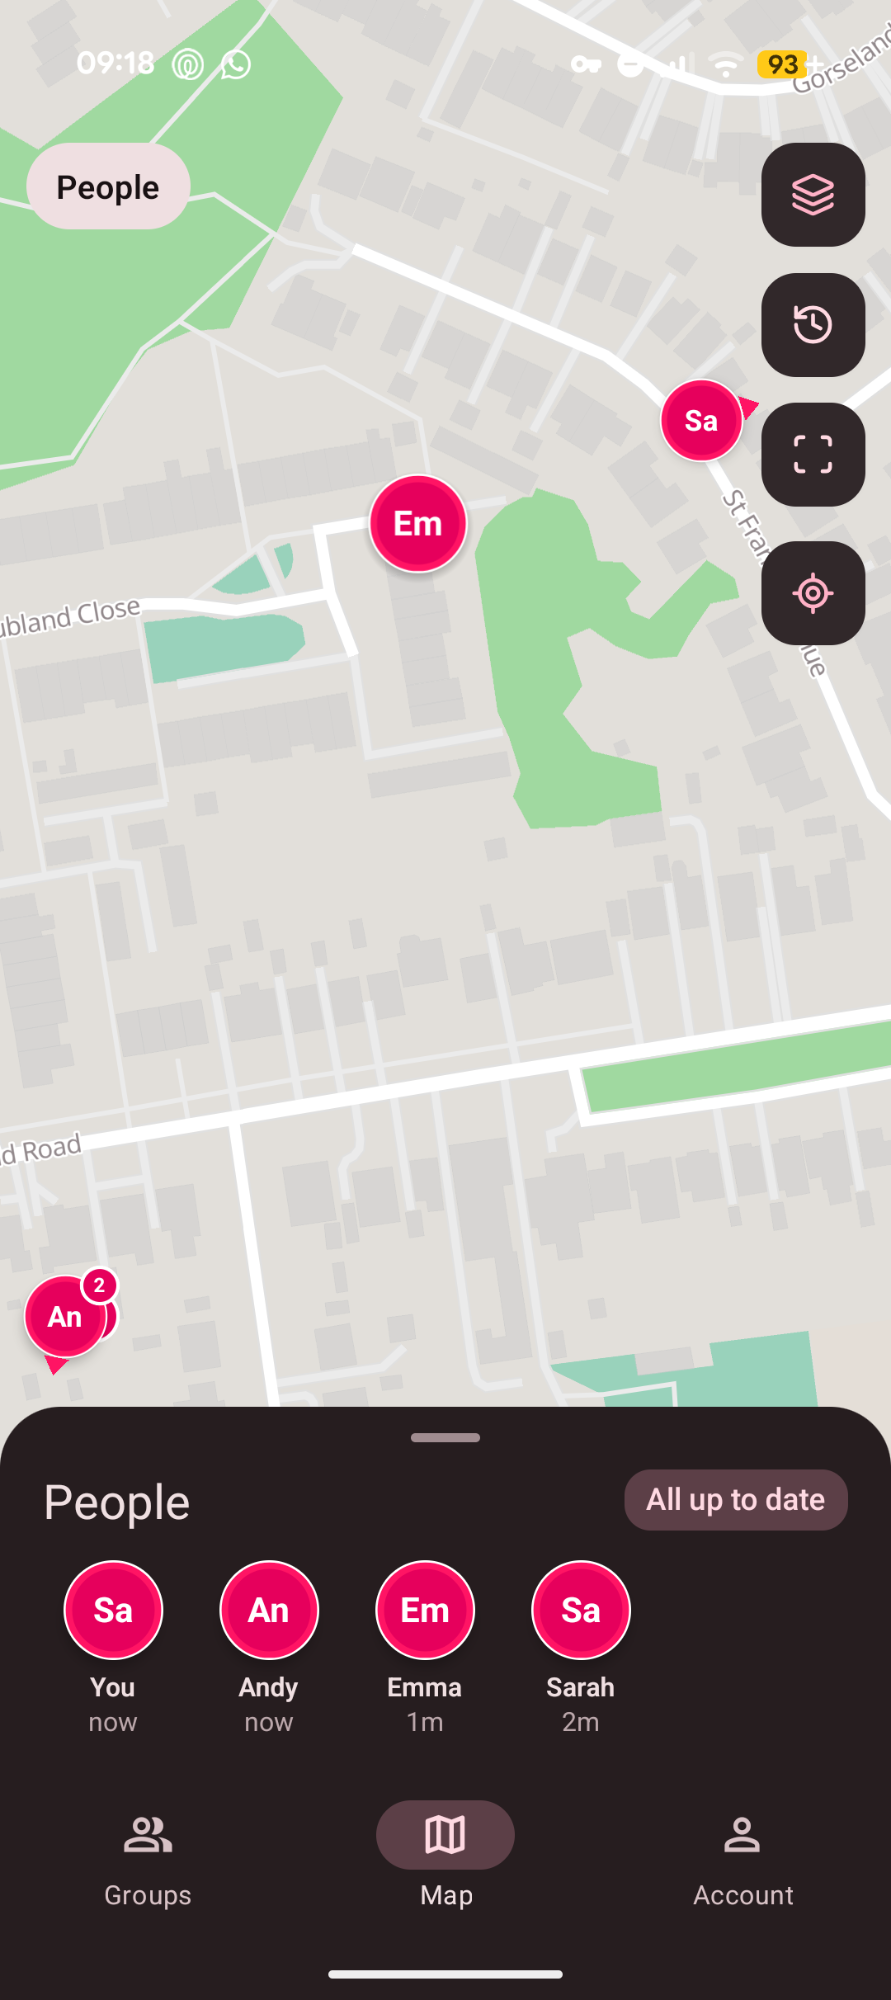 09:18
93
Gorseland
People
Sa
Em
St Fran
ubland Close
ue
d Road
2
An
People
All up to date
Sa
An
Em
Sa
You
Andy
Emma
Sarah
now
now
1m
2m
Groups
Map
Account